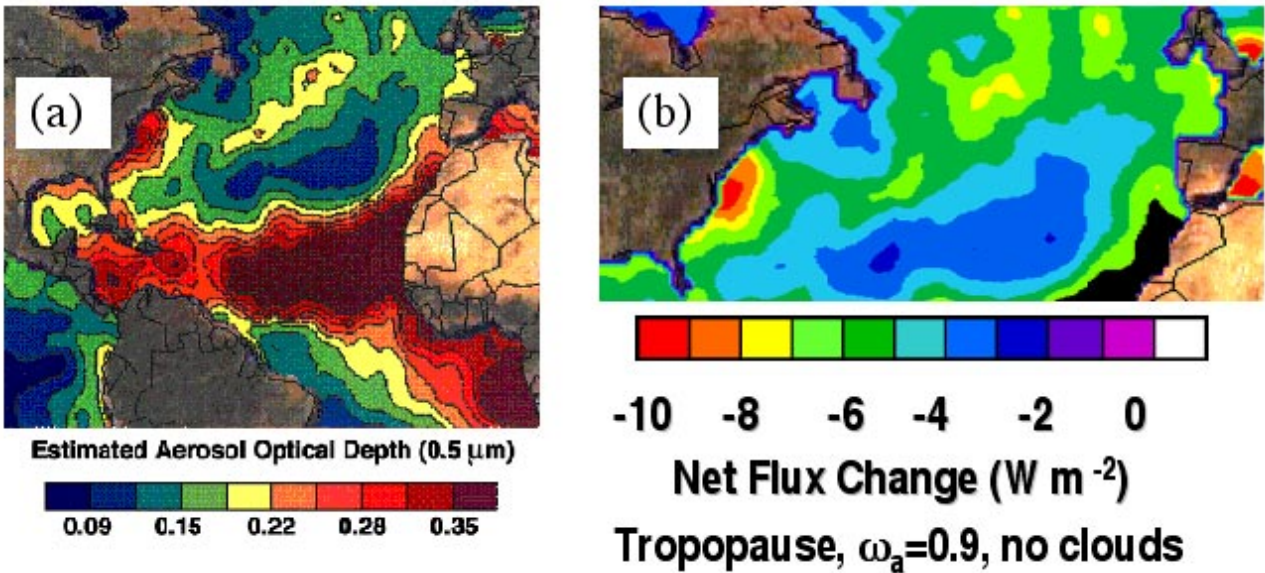 (a)
(b)
Estimated Aerosol Optical Depth (0.5 μm)
0.09 0.15 0.22 0.28 0.35
-10 -8 -6 -4 -2 0
Net Flux Change (W m -2)
Tropopause, ωa=0.9, no clouds